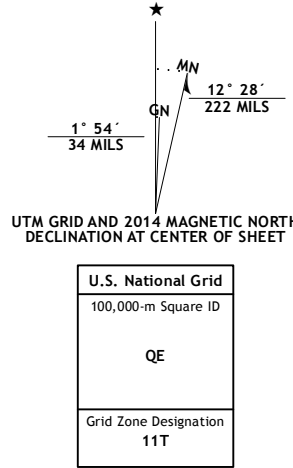 MN
GN
12° 28´
222 MILS
1° 54´
34 MILS
UTM GRID AND 2014 MAGNETIC NORTH
DECLINATION AT CENTER OF SHEET
U.S. National Grid
100,000-m Square ID
QE
Grid Zone Designation
11T